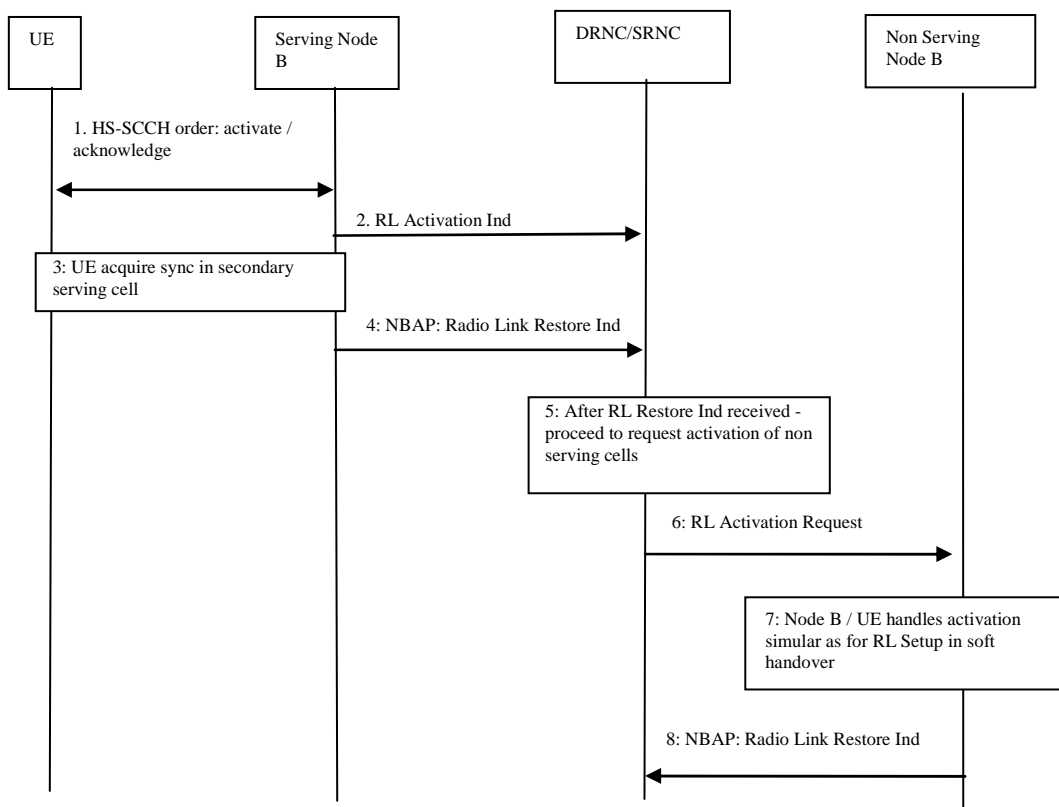 UE
Serving Node
B
DRNC/SRNC
Non Serving
Node B
1. HS-SCCH order: activate /
acknowledge
2. RL Activation Ind
3: UE acquire sync in secondary
serving cell
4: NBAP: Radio Link Restore Ind
5: After RL Restore Ind received -
proceed to request activation of non
serving cells
6: RL Activation Request
7: Node B / UE handles activation
simular as for RL Setup in soft
handover
8: NBAP: Radio Link Restore Ind